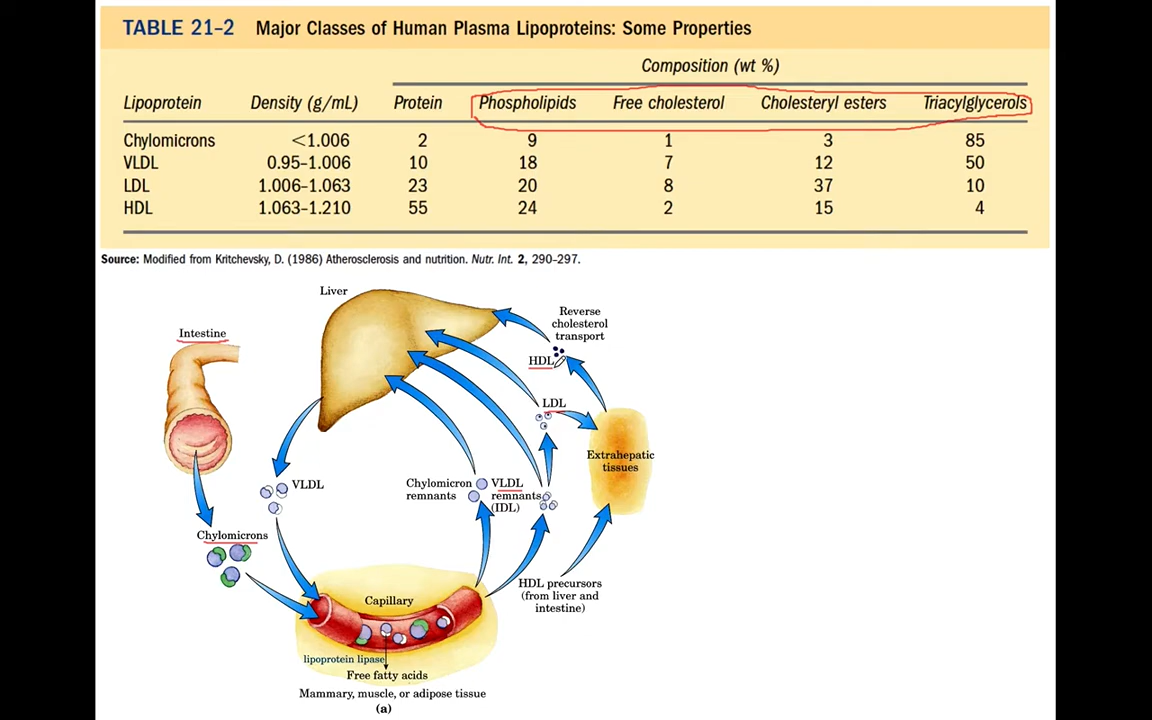 TABLE 21–2 Major Classes of Human Plasma Lipoproteins: Some Properties
Composition (wt %)
Lipoprotein Density (g/mL) Protein Phospholipids Free cholesterol Cholesteryl esters Triacylglycerols
Chylomicrons <1.006 2 9 1 3 85
VLDL 0.95–1.006 10 18 7 12 50
LDL 1.006–1.063 23 20 8 37 10
HDL 1.063–1.210 55 24 2 15 4
Source: Modified from Kritchevsky, D. (1986) Atherosclerosis and nutrition. Nutr. Int. 2, 290–297.
Liver
Reverse
cholesterol
transport
Intestine
HDL
LDL
Extrahepatic
tissues
VLDL
Chylomicron
remnants
VLDL
remnants
(IDL)
Chylomicrons
HDL precursors
(from liver and
intestine)
Capillary
lipoprotein lipase
Free fatty acids
Mammary, muscle, or adipose tissue
(a)